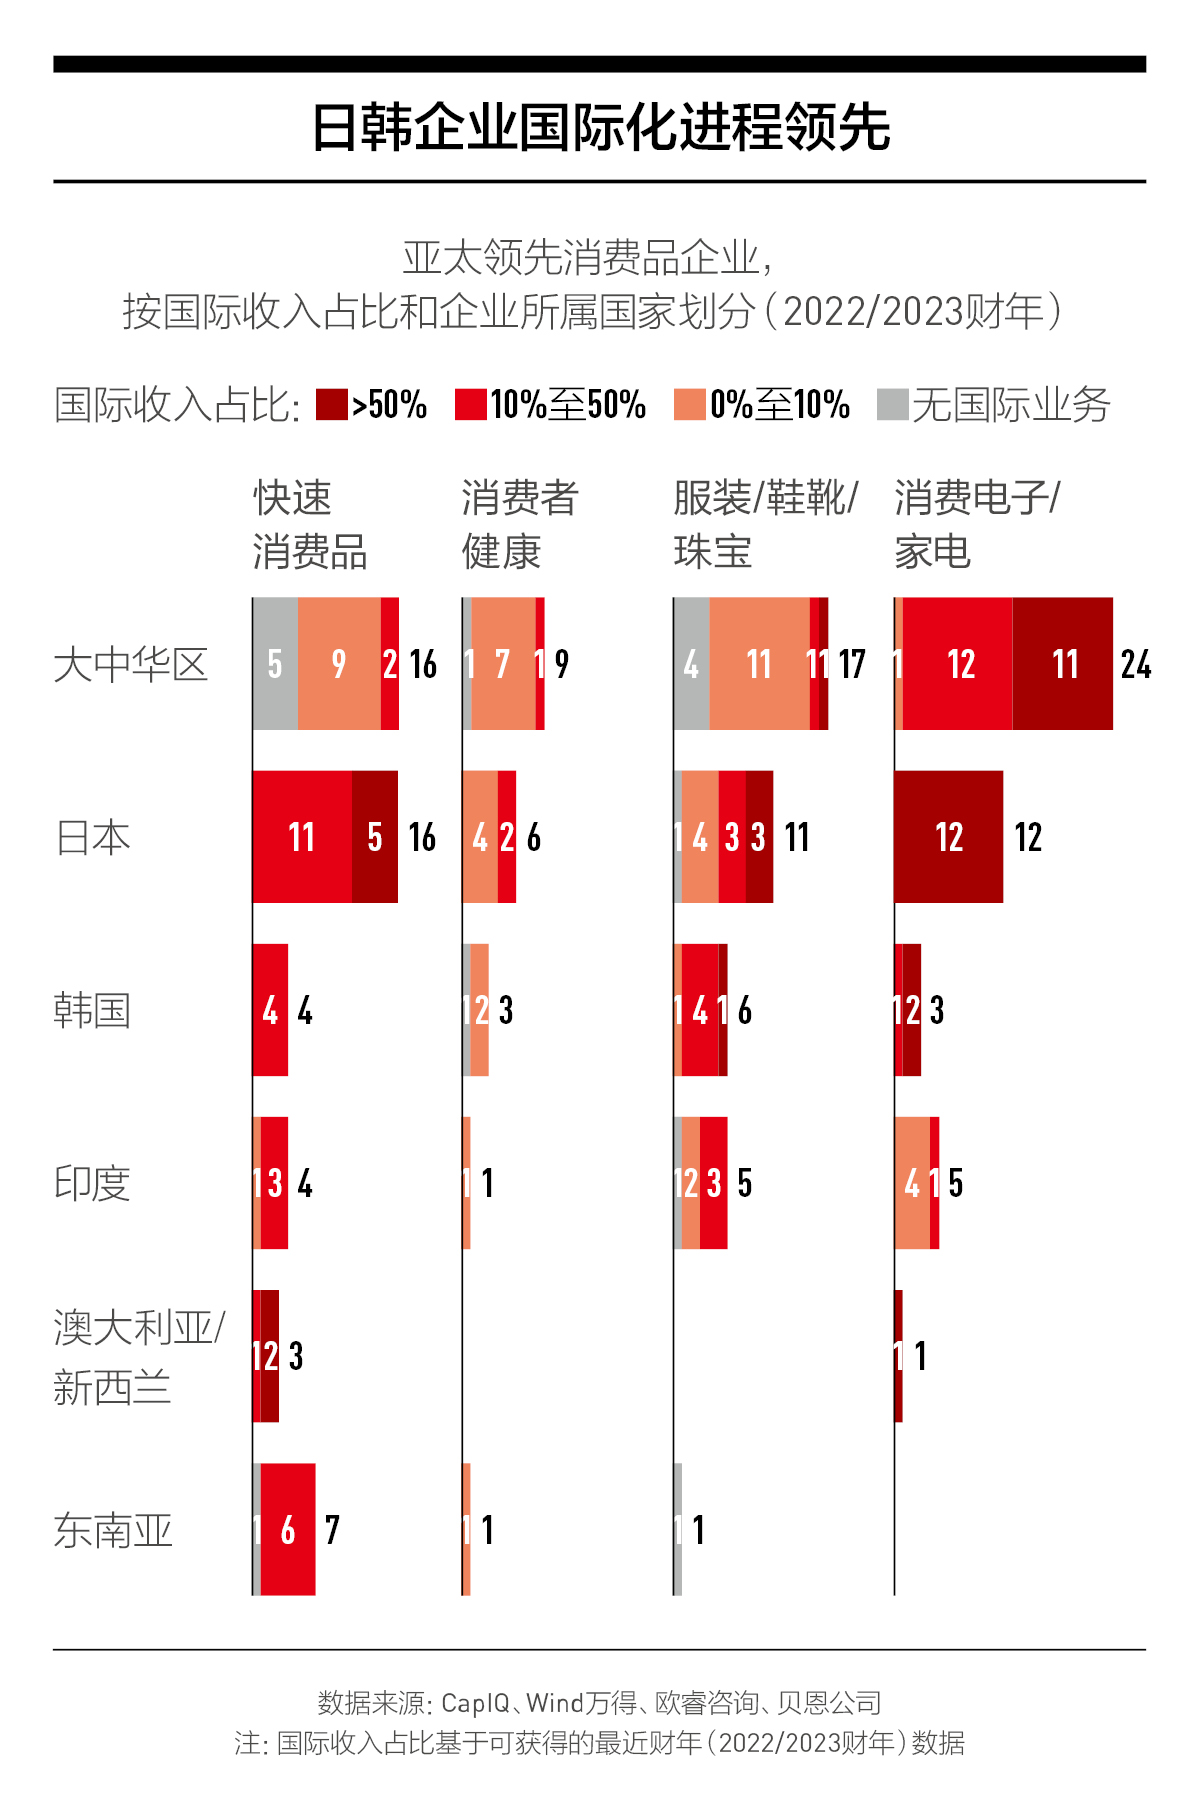 日韩企业国际化进程领先
亚太领先消费品企业，
按国际收入占比和企业所属国家划分（2022/2023财年）
国际收入占比: >50% 10%至50% 0%至10% 无国际业务
快速 消费者 服装/鞋靴/ 消费电子/
消费品 健康 珠宝 家电
大中华区 5 9 2 16 1 7 1 9 4 11 1 1 17 1 12 11 24
日本 11 5 16 4 2 6 1 4 3 3 11 12 12
韩国 4 4 1 2 3 1 4 1 6 1 2 3
印度 1 3 4 1 1 1 2 3 5 4 1 5
澳大利亚/
新西兰 1 2 3 1 1
东南亚 1 6 7 1 1 1 1
数据来源: CapIQ、Wind万得、欧睿咨询、贝恩公司
注: 国际收入占比基于可获得的最近财年（2022/2023财年）数据